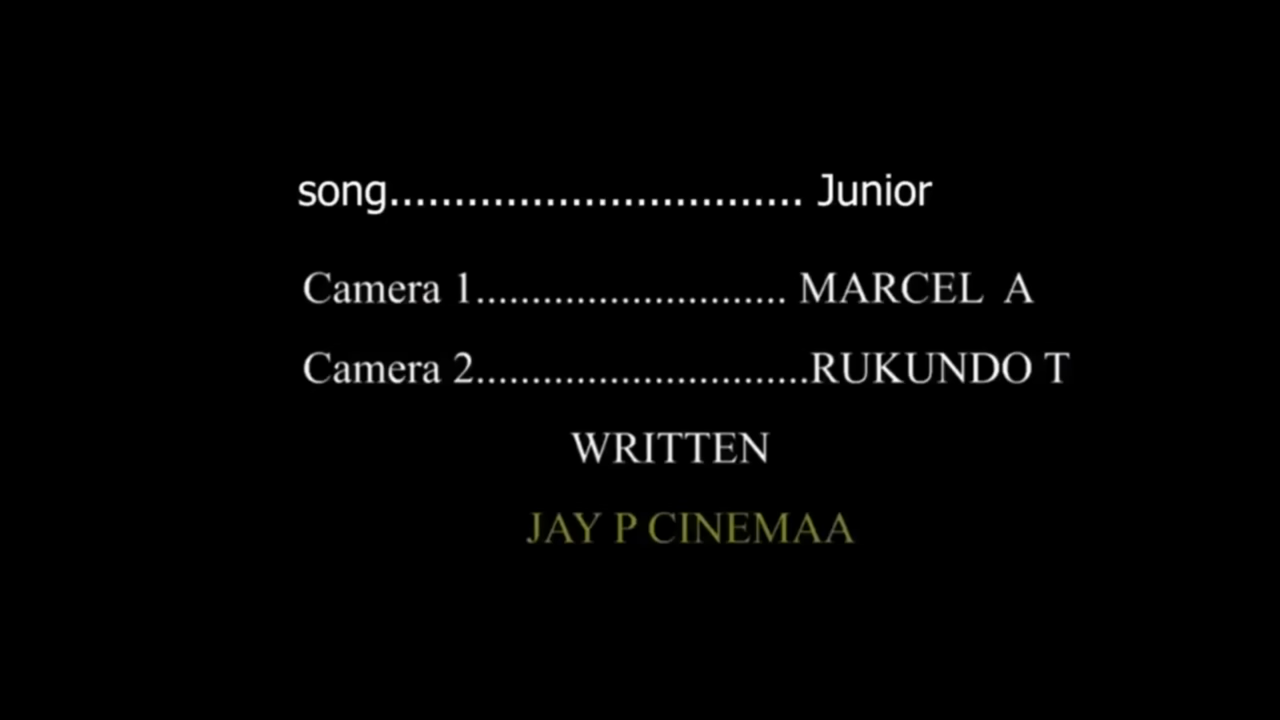 song................................ Junior
Camera 1............................ MARCEL A
Camera 2..............................RUKUNDO T
WRITTEN
JAY P CINEMAA